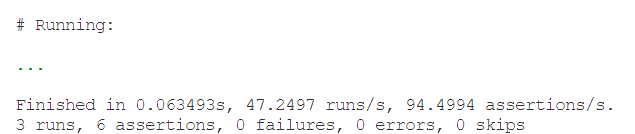 # Running:
...
Finished in 0.063493s, 47.2497 runs/s, 94.4994 assertions/s.
3 runs, 6 assertions, 0 failures, 0 errors, 0 skips